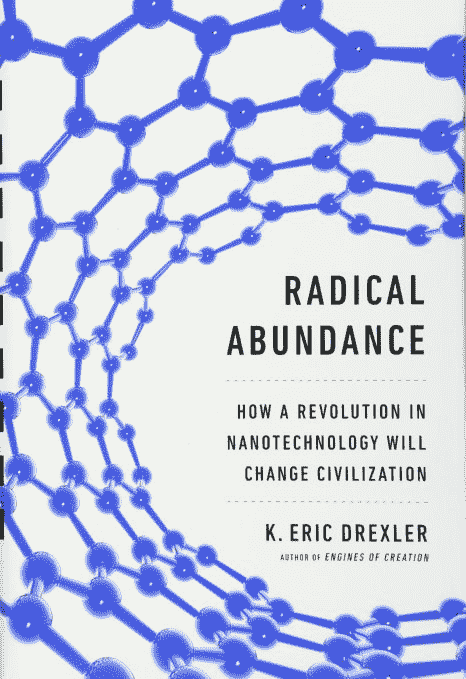 RADICAL
ABUNDANCE
HOW A REVOLUTION IN
NANOTECHNOLOGY WILL
CHANGE CIVILIZATION
K. ERIC DREXLER
AUTHOR OF ENGINES OF CREATION